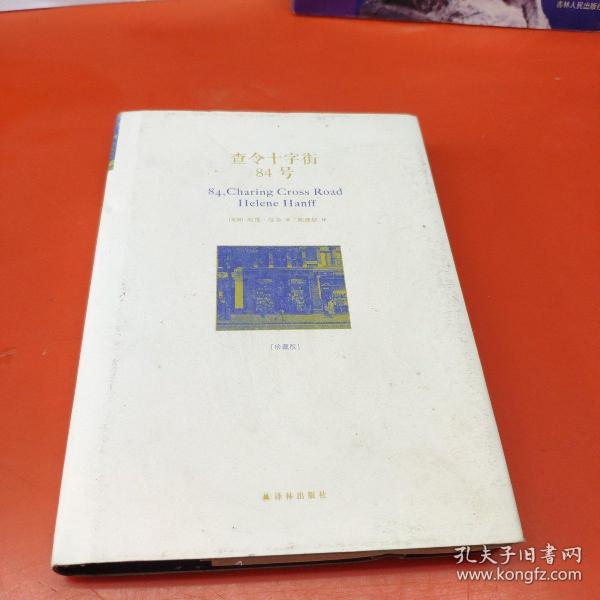 吉林人民出版社
查令十字街
84号
84, Charing Cross Road
Helene Hanff
[美国] 海莲·汉芙 著 陈建铭 译
[珍藏版]
译林出版社
孔夫子旧书网
www.kongfz.com